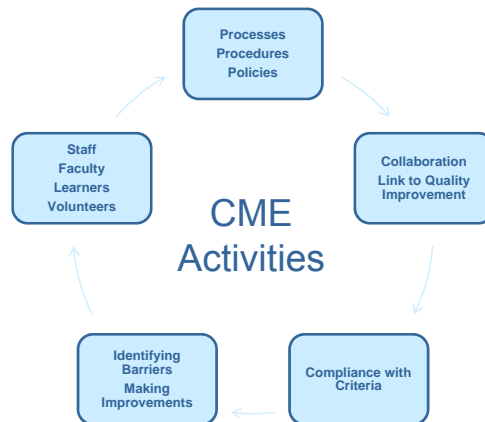 Processes
Procedures
Policies
Staff
Faculty
Learners
Volunteers
Collaboration
Link to Quality
Improvement
CME
Activities
Identifying
Barriers
Making
Improvements
Compliance with
Criteria